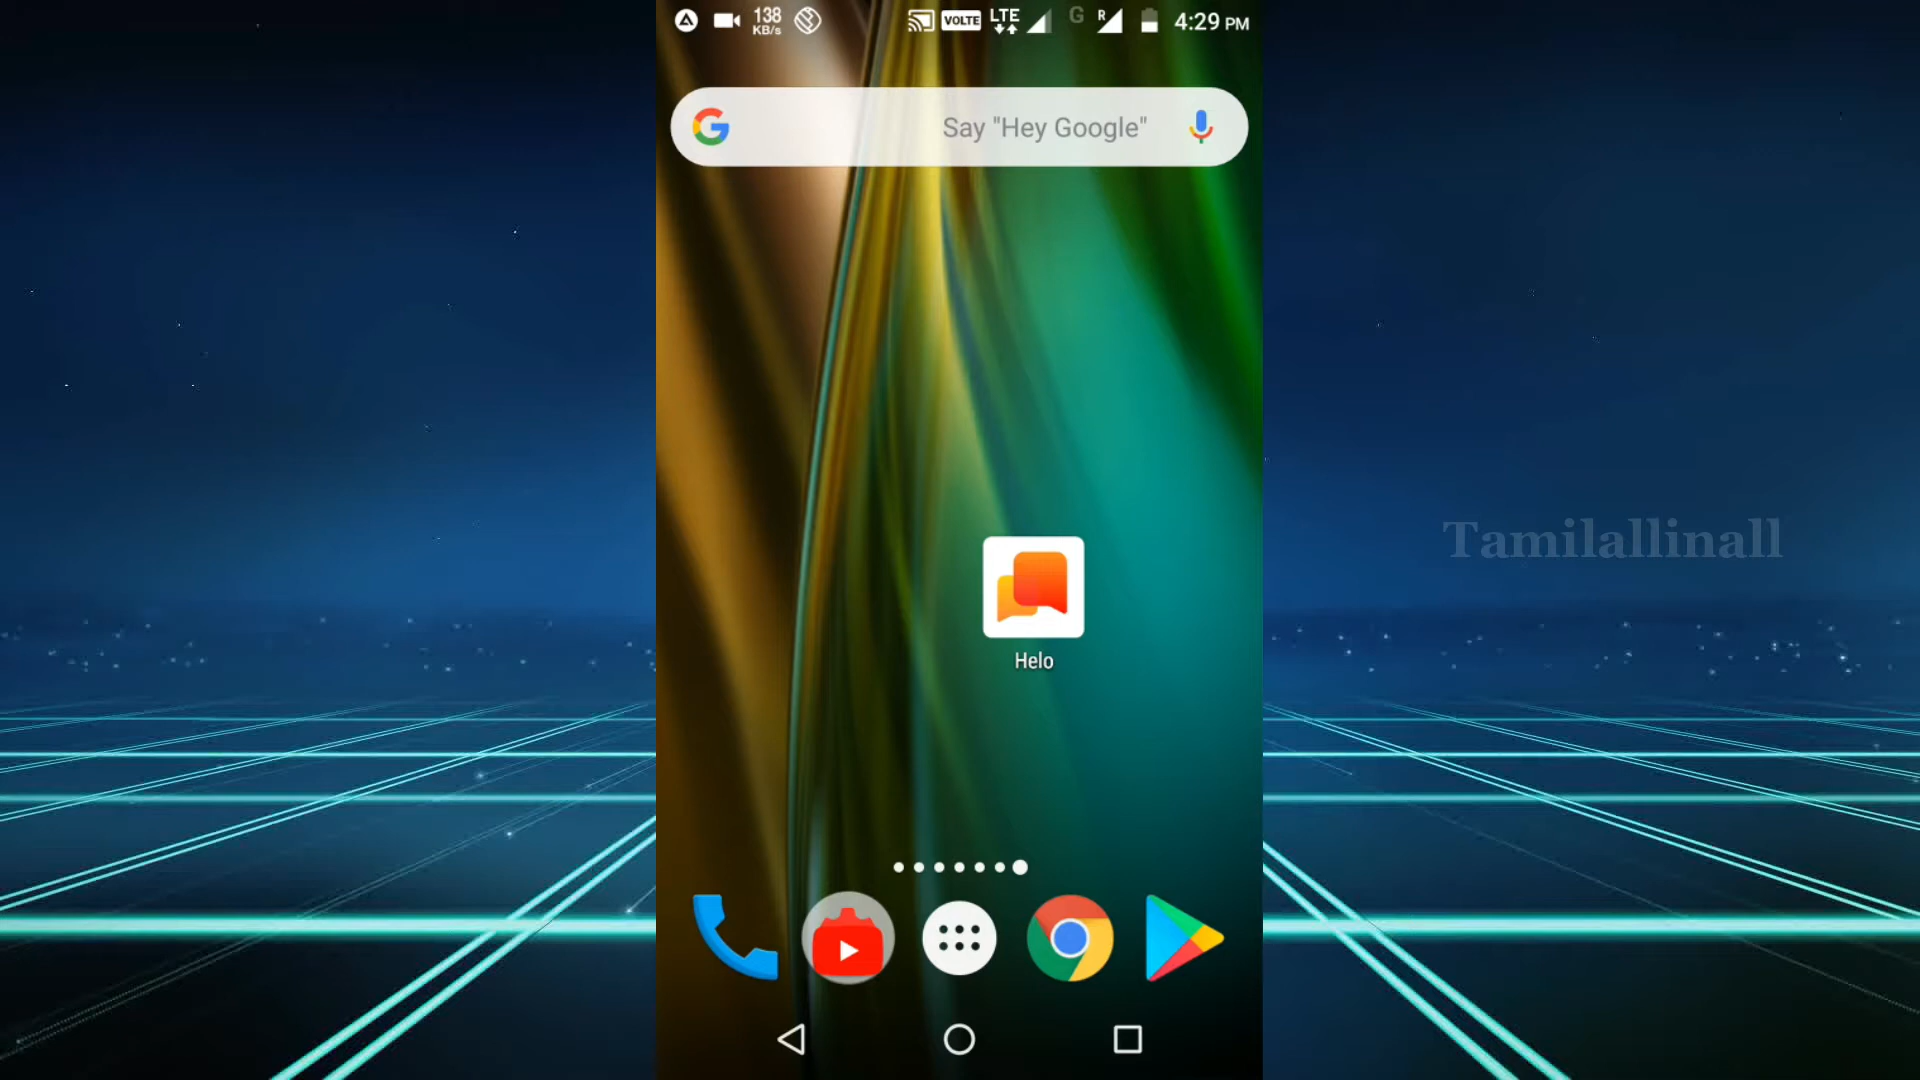 138
KB/s
VOLTE
LTE
G
R
4:29 PM
G
Say "Hey Google"
Tamilallinall
Helo